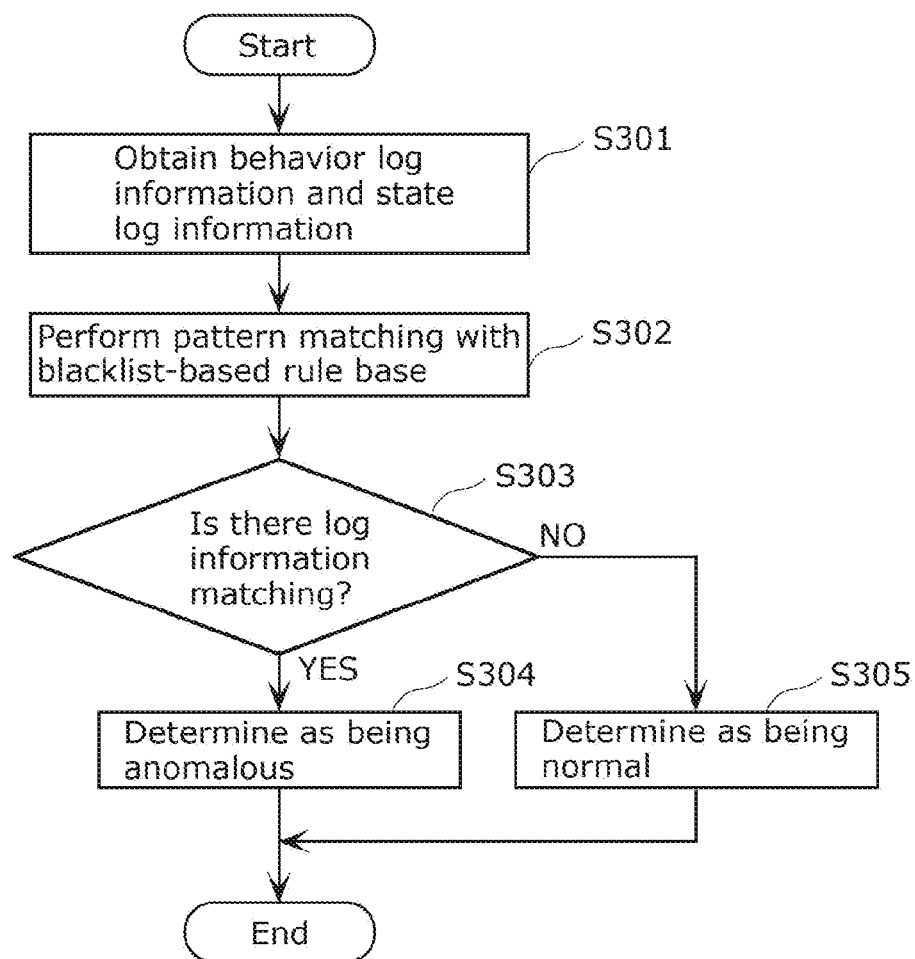 Start
S301
Obtain behavior log
information and state
log information
S302
Perform pattern matching with
blacklist-based rule base
S303
Is there log
information
matching?
NO
YES
S304
Determine as being
anomalous
S305
Determine as being
normal
End